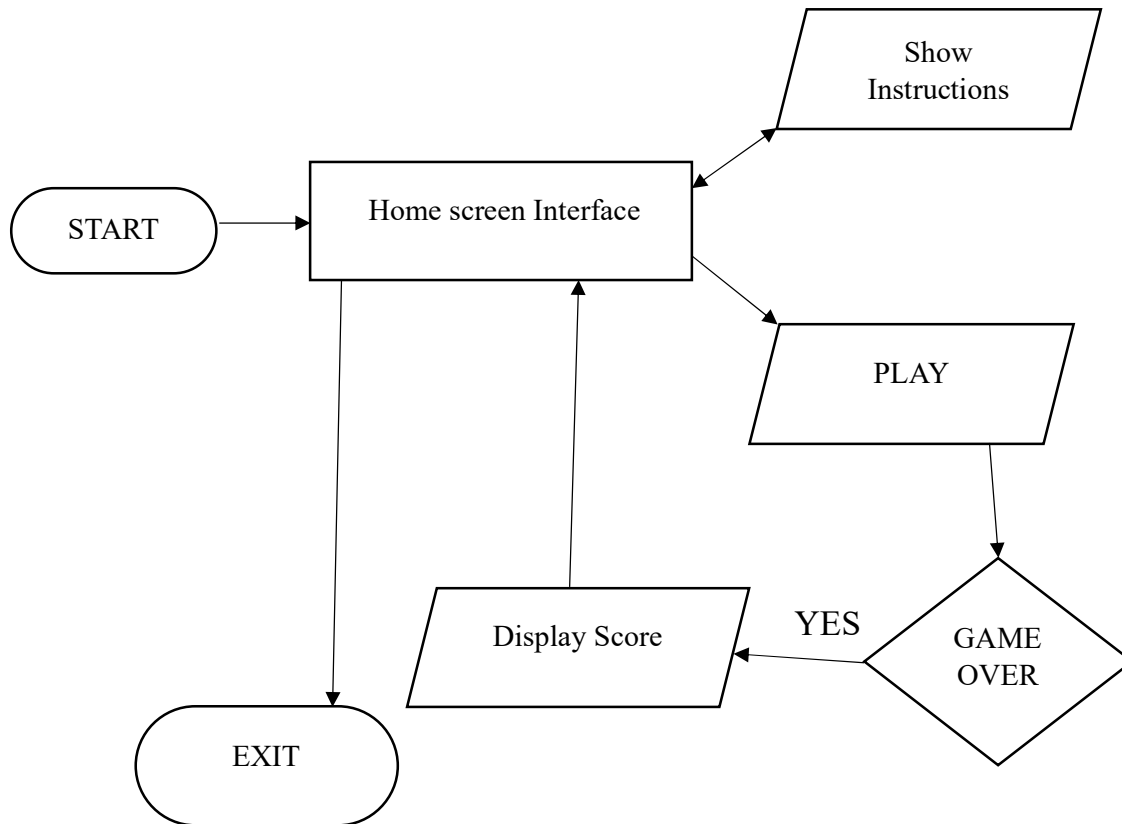 Show
Instructions
Home screen Interface
START
PLAY
YES
GAME
OVER
Display Score
EXIT